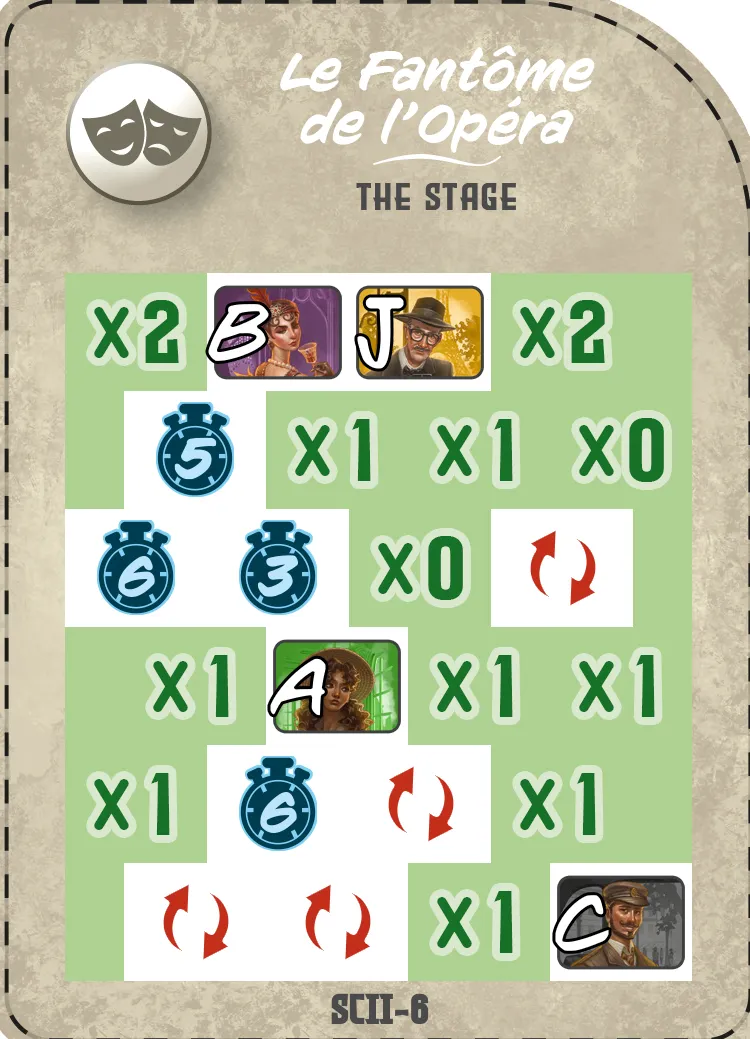 Le Fantôme
de l'Opéra
THE STAGE
x2 B J x2
5 x1 x1 x0
6 3 x0
x1 A x1 x1
x1 6 x1
x1 C
SCII-6